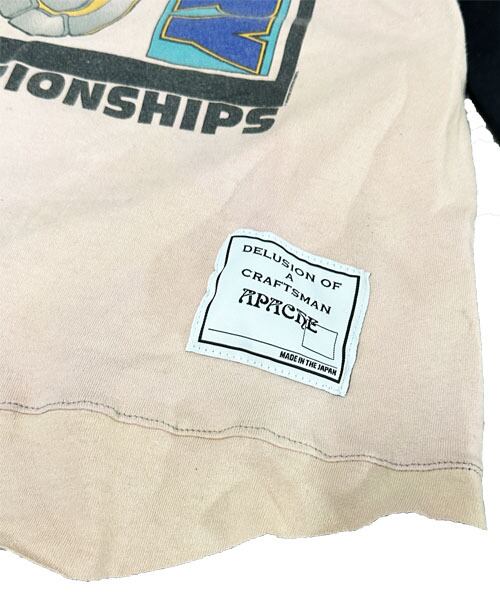 IONSHIPS
DELUSION OF
A
CRAFTSMAN
APACHE
MADE IN THE JAPAN